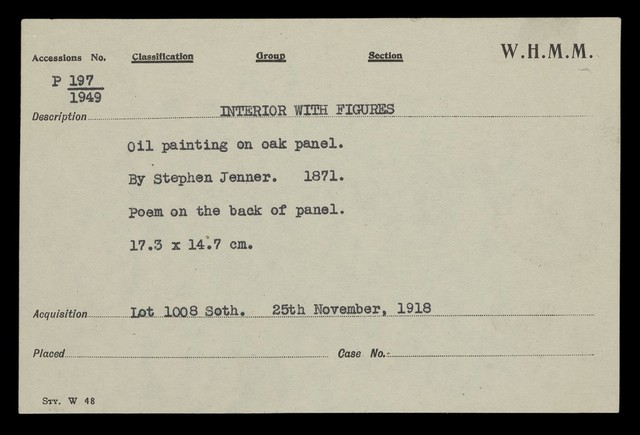 Accessions No. Classification Group Section W.H.M.M.
P 197
1949
Description INTERIOR WITH FIGURES
Oil painting on oak panel.
By Stephen Jenner. 1871.
Poem on the back of panel.
17.3 x 14.7 cm.
Acquisition Lot 1008 Soth. 25th November, 1918
Placed Case No.
Sty. W 48